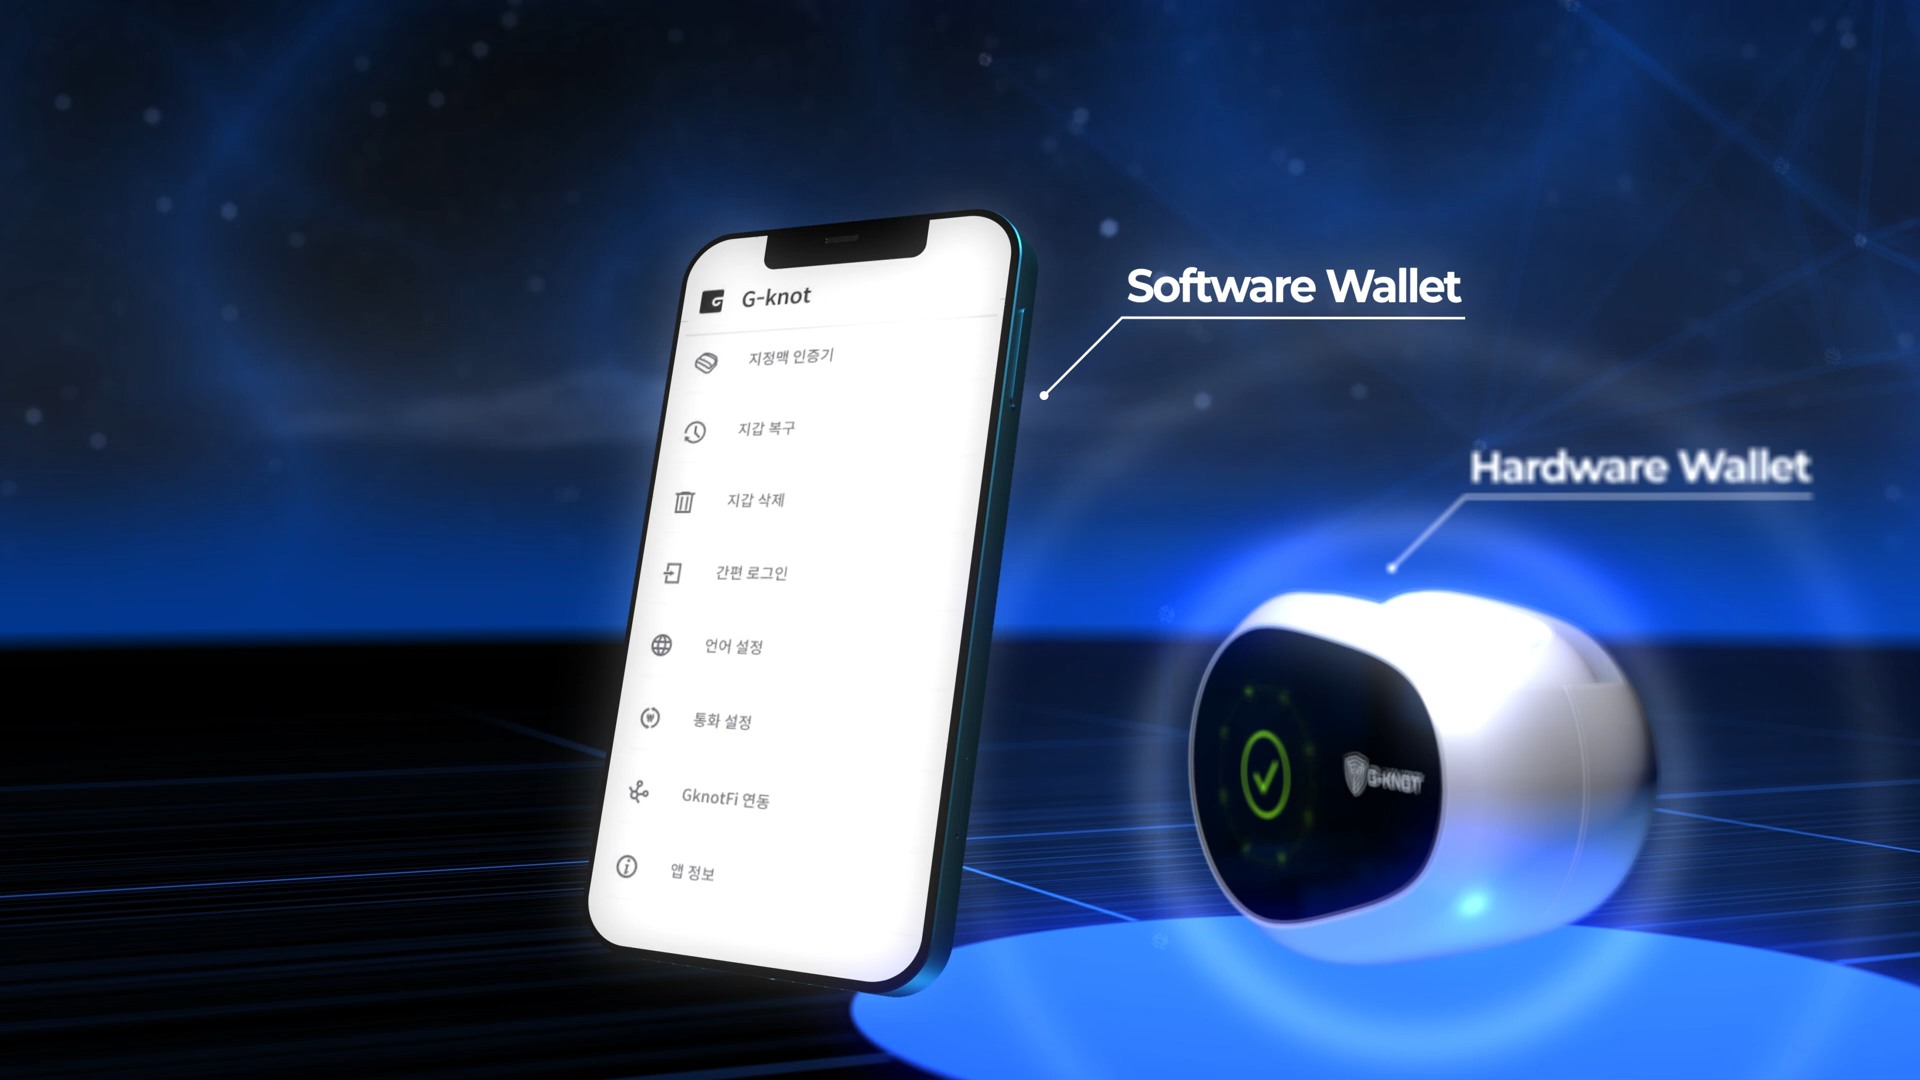 G-knot
지정맥 인증기
지갑 복구
지갑 삭제
간편 로그인
언어 설정
통화 설정
GknotFi 연동
앱 정보
Software Wallet
Hardware Wallet
G-KNOT